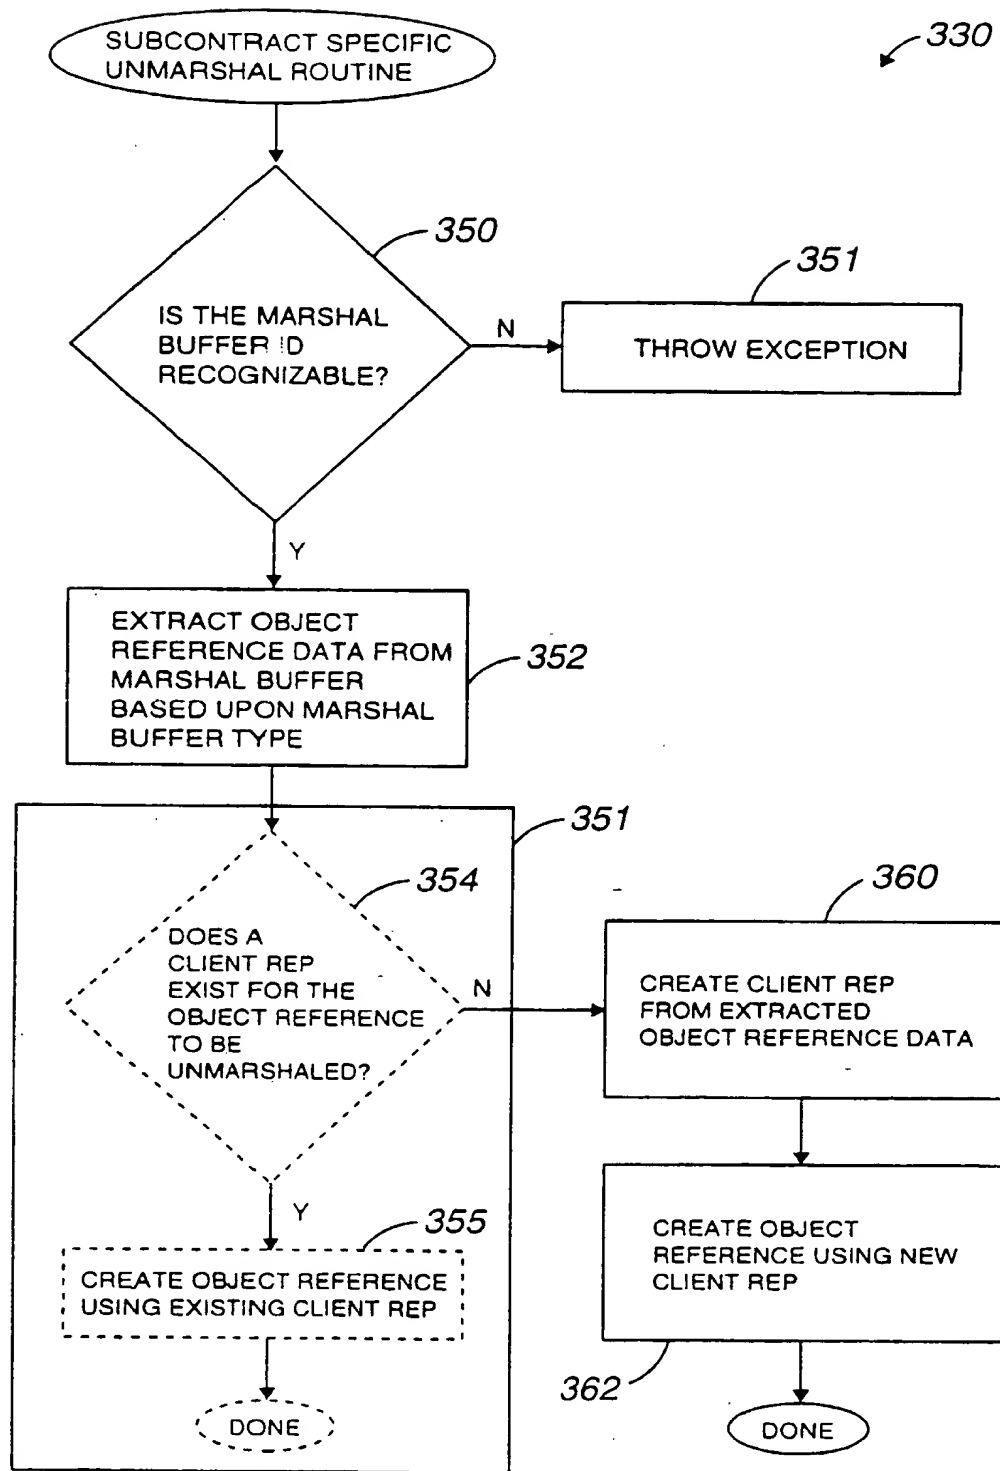 SUBCONTRACT SPECIFIC
UNMARSHAL ROUTINE
330
350
IS THE MARSHAL
BUFFER ID
RECOGNIZABLE?
N
351
THROW EXCEPTION
Y
EXTRACT OBJECT
REFERENCE DATA FROM
MARSHAL BUFFER
BASED UPON MARSHAL
BUFFER TYPE
352
351
354
DOES A
CLIENT REP
EXIST FOR THE
OBJECT REFERENCE
TO BE
UNMARSHALED?
N
360
CREATE CLIENT REP
FROM EXTRACTED
OBJECT REFERENCE DATA
Y
355
CREATE OBJECT REFERENCE
USING EXISTING CLIENT REP
DONE
CREATE OBJECT
REFERENCE USING NEW
CLIENT REP
362
DONE